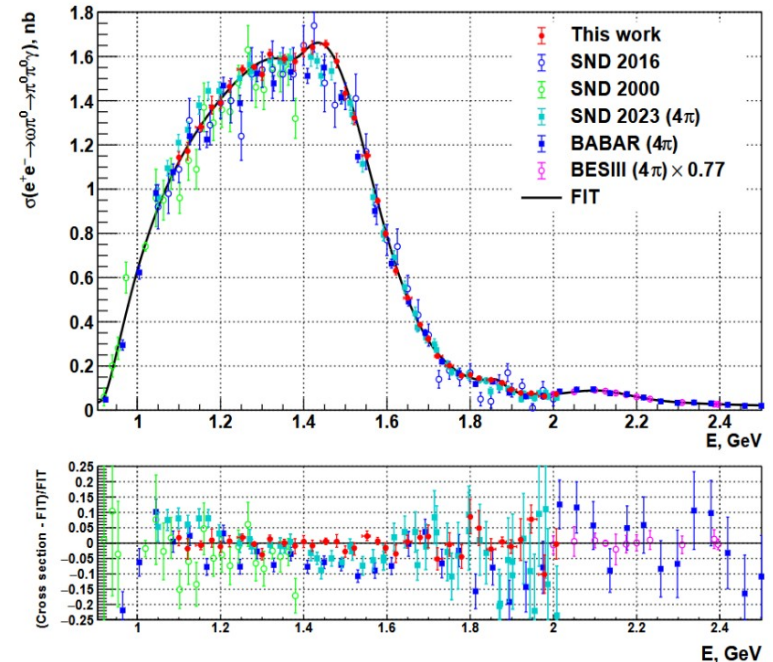 σ(e⁺e⁻→ωπ⁰→π⁰π⁰γ), nb
1.8
1.6
1.4
1.2
1
0.8
0.6
0.4
0.2
0
This work
SND 2016
SND 2000
SND 2023 (4π)
BABAR (4π)
BESIII (4π) × 0.77
FIT
1 1.2 1.4 1.6 1.8 2 2.2 2.4
E, GeV
(Cross section - FIT)/FIT
0.25
0.2
0.15
0.1
0.05
0
−0.05
−0.1
−0.15
−0.2
−0.25
1 1.2 1.4 1.6 1.8 2 2.2 2.4
E, GeV